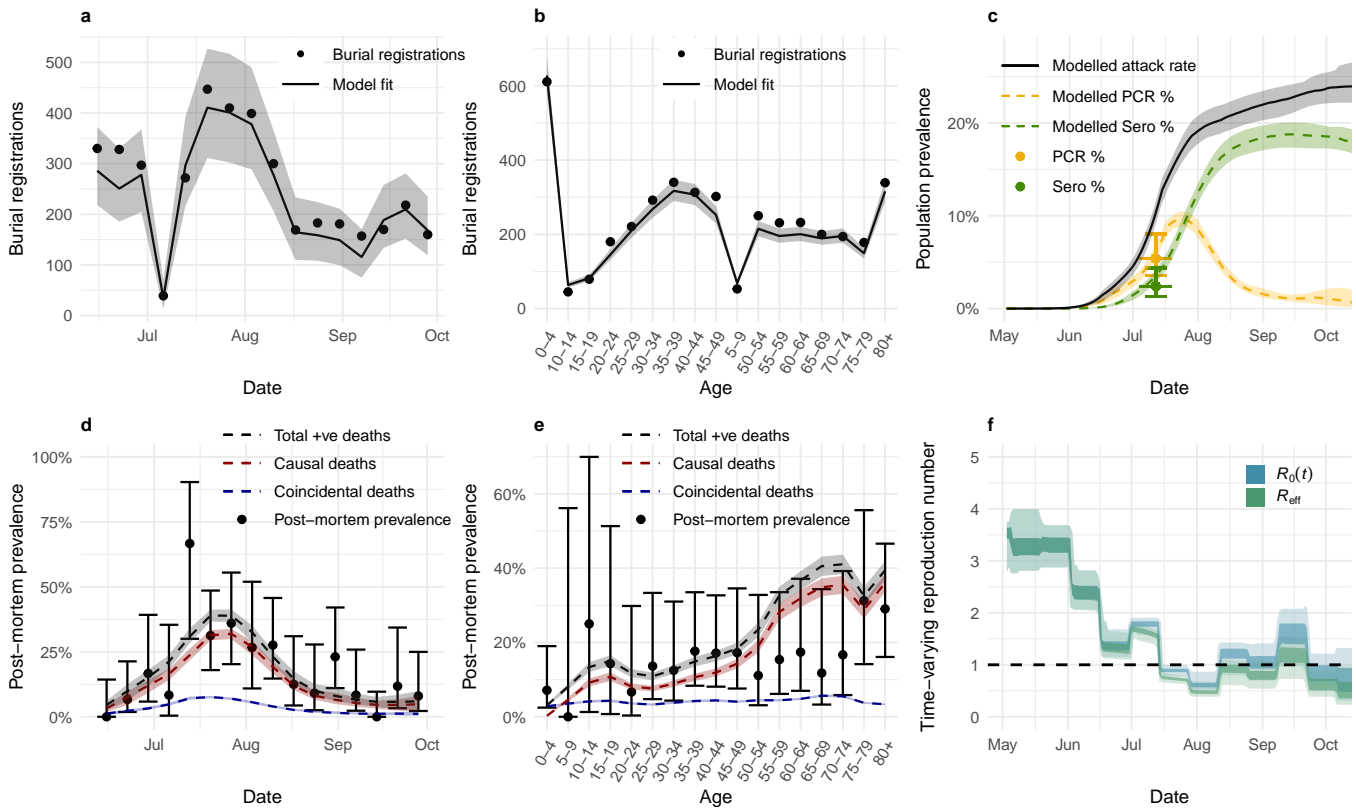 a
Burial registrations
500
400
300
200
100
0
Burial registrations
Model fit
Jul
Aug
Sep
Oct
Date
b
Burial registrations
600
400
200
0
Burial registrations
Model fit
0−4
10−14
15−19
20−24
25−29
30−34
35−39
40−44
45−49
5−9
50−54
55−59
60−64
65−69
70−74
75−79
80+
Age
c
Population prevalence
20%
10%
0%
Modelled attack rate
Modelled PCR %
Modelled Sero %
PCR %
Sero %
May
Jun
Jul
Aug
Sep
Oct
Date
d
Post−mortem prevalence
100%
75%
50%
25%
0%
Total +ve deaths
Causal deaths
Coincidental deaths
Post−mortem prevalence
Jul
Aug
Sep
Oct
Date
e
Post−mortem prevalence
60%
40%
20%
0%
Total +ve deaths
Causal deaths
Coincidental deaths
Post−mortem prevalence
0−4
5−9
10−14
15−19
20−24
25−29
30−34
35−39
40−44
45−49
50−54
55−59
60−64
65−69
70−74
75−79
80+
Age
f
Time−varying reproduction number
5
4
3
2
1
0
R0(t)
Reff
May
Jun
Jul
Aug
Sep
Oct
Date